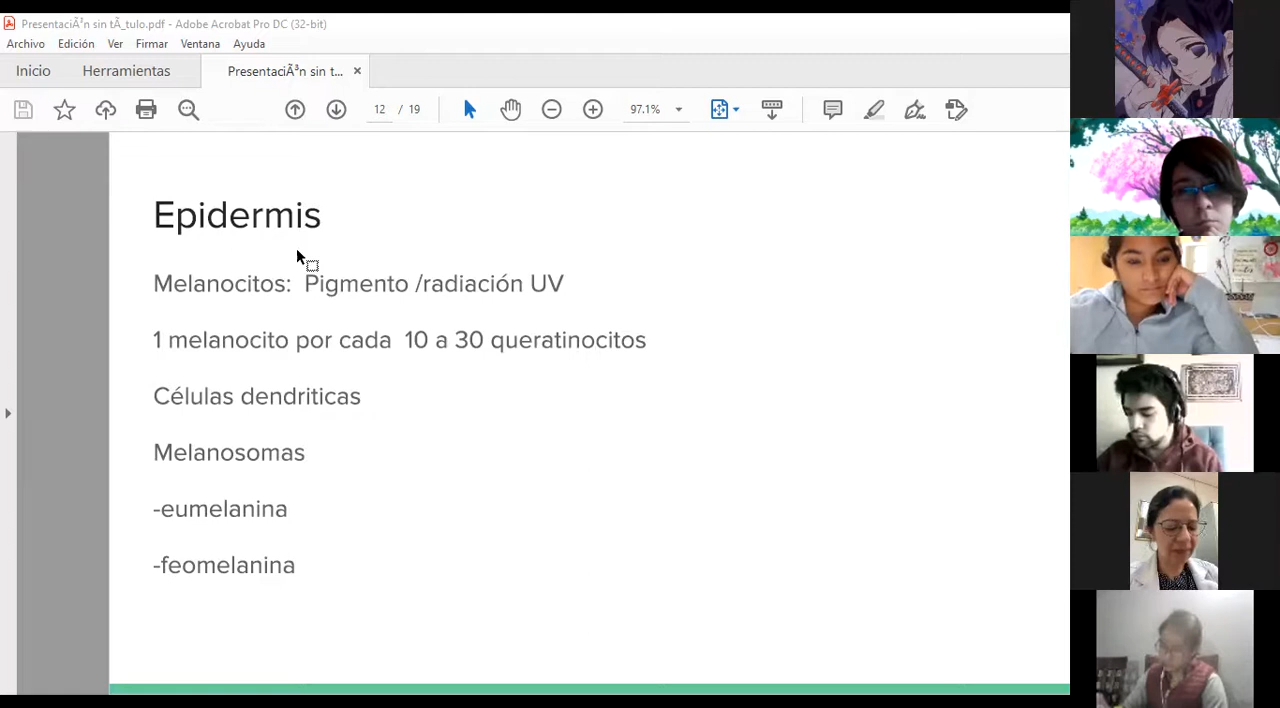 PresentaciÃ³n sin tÃ_tulo.pdf - Adobe Acrobat Pro DC (32-bit)
Archivo Edición Ver Firmar Ventana Ayuda
Inicio Herramientas PresentaciÃ³n sin t... ×
12 / 19 97.1%
Epidermis
Melanocitos: Pigmento /radiación UV
1 melanocito por cada 10 a 30 queratinocitos
Células dendriticas
Melanosomas
-eumelanina
-feomelanina